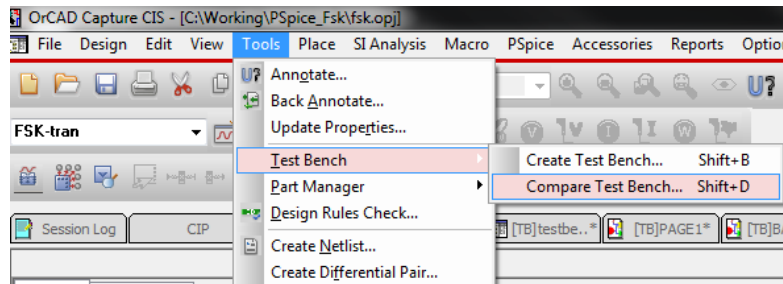 OrCAD Capture CIS - [C:\Working\PSpice_Fsk\fsk.opj]
File Design Edit View Tools Place SI Analysis Macro PSpice Accessories Reports Optio
U? Annotate...
U?
Back Annotate...
FSK-tran
Update Properties...
V V I I W
Test Bench
Create Test Bench... Shift+B
Part Manager
Compare Test Bench... Shift+D
Design Rules Check...
Session Log CIP [TB]testbe..* [TB]PAGE1* [TB]B
Create Netlist...
Create Differential Pair...